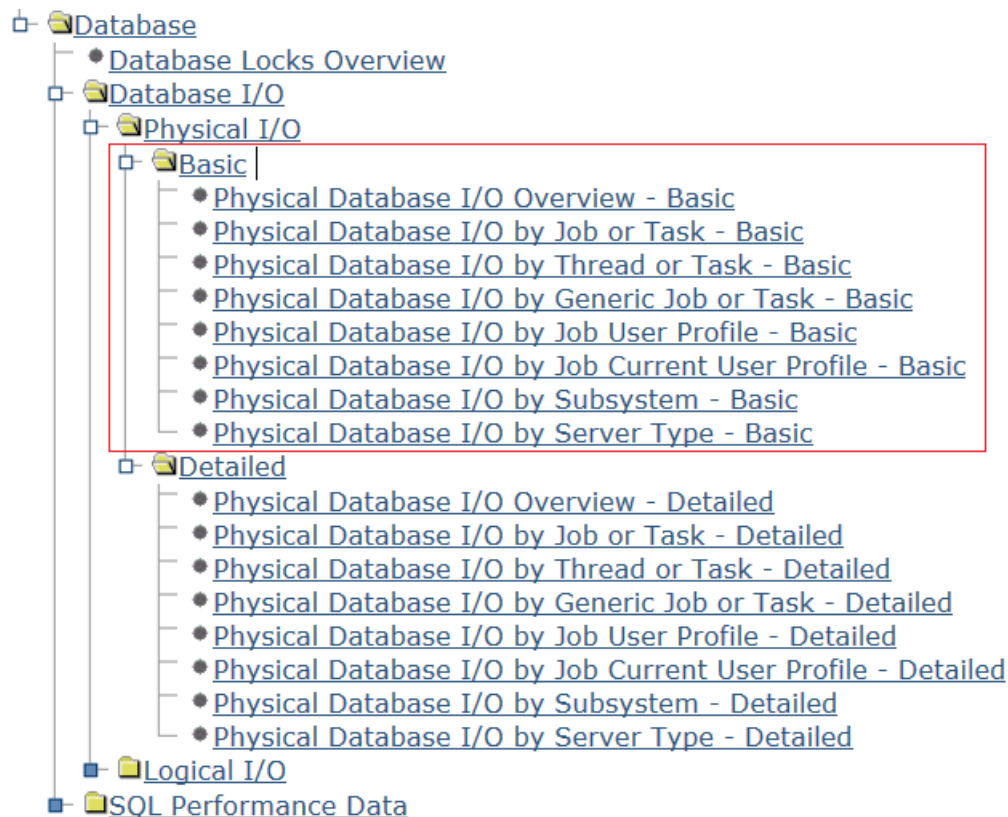 Database
Database Locks Overview
Database I/O
Physical I/O
Basic
Physical Database I/O Overview - Basic
Physical Database I/O by Job or Task - Basic
Physical Database I/O by Thread or Task - Basic
Physical Database I/O by Generic Job or Task - Basic
Physical Database I/O by Job User Profile - Basic
Physical Database I/O by Job Current User Profile - Basic
Physical Database I/O by Subsystem - Basic
Physical Database I/O by Server Type - Basic
Detailed
Physical Database I/O Overview - Detailed
Physical Database I/O by Job or Task - Detailed
Physical Database I/O by Thread or Task - Detailed
Physical Database I/O by Generic Job or Task - Detailed
Physical Database I/O by Job User Profile - Detailed
Physical Database I/O by Job Current User Profile - Detailed
Physical Database I/O by Subsystem - Detailed
Physical Database I/O by Server Type - Detailed
Logical I/O
SQL Performance Data